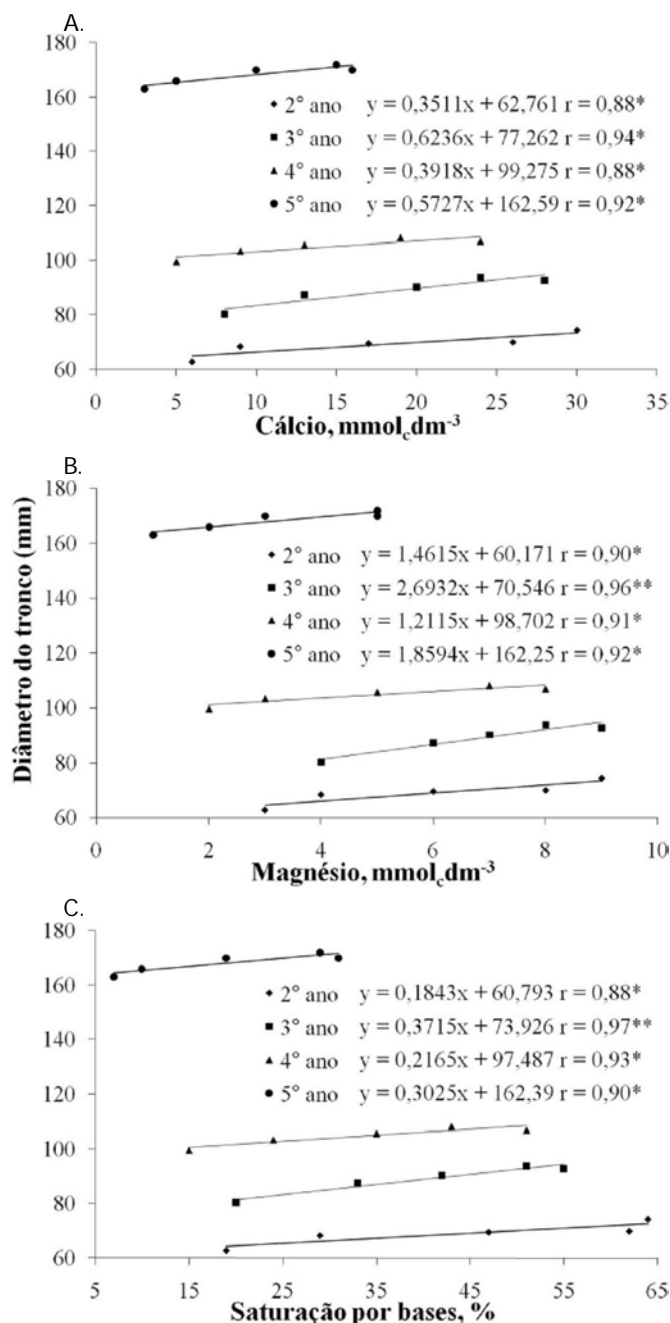 A.
180
160
140
120
100
80
60
2° ano y = 0,3511x + 62,761 r = 0,88*
3° ano y = 0,6236x + 77,262 r = 0,94*
4° ano y = 0,3918x + 99,275 r = 0,88*
5° ano y = 0,5727x + 162,59 r = 0,92*
0 5 10 15 20 25 30 35
Cálcio, mmolcdm-3
B.
Diâmetro do tronco (mm)
180
160
140
120
100
80
60
2° ano y = 1,4615x + 60,171 r = 0,90*
3° ano y = 2,6932x + 70,546 r = 0,96**
4° ano y = 1,2115x + 98,702 r = 0,91*
5° ano y = 1,8594x + 162,25 r = 0,92*
0 2 4 6 8 10
Magnésio, mmolcdm-3
C.
180
160
140
120
100
80
60
2° ano y = 0,1843x + 60,793 r = 0,88*
3° ano y = 0,3715x + 73,926 r = 0,97**
4° ano y = 0,2165x + 97,487 r = 0,93*
5° ano y = 0,3025x + 162,39 r = 0,90*
5 15 25 35 45 55 65
Saturação por bases, %